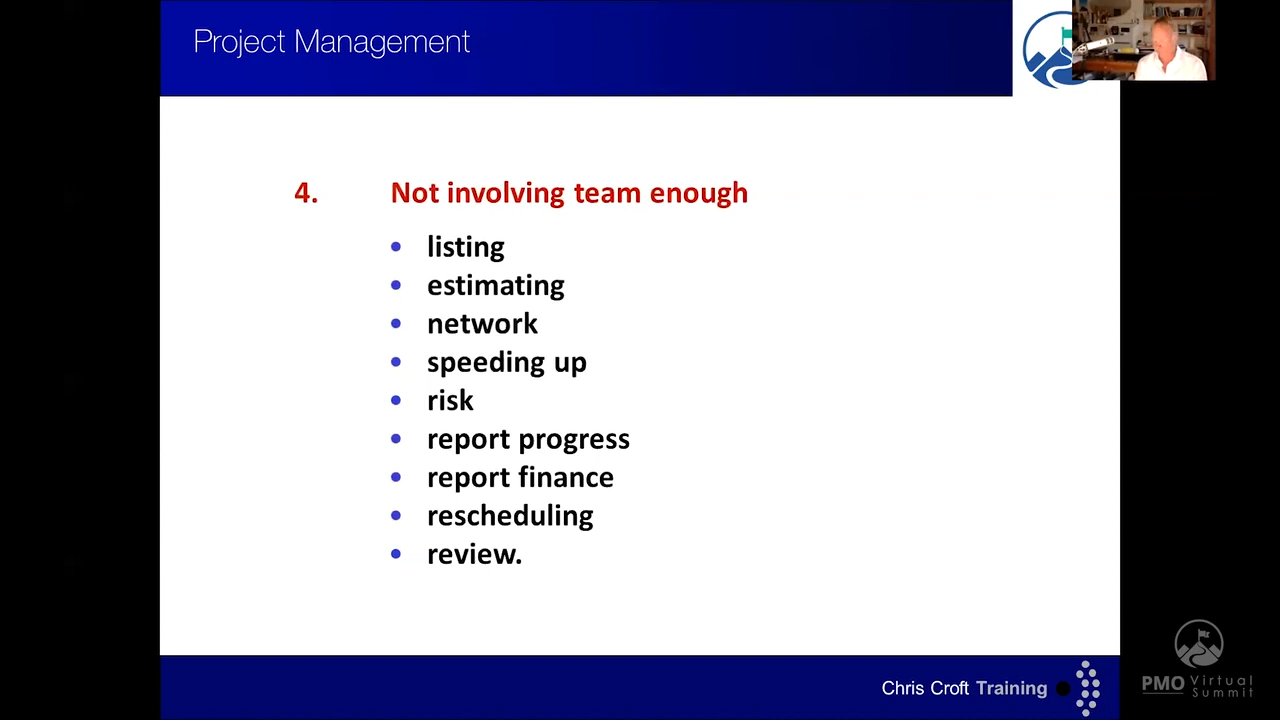 Project Management
4. Not involving team enough
• listing
• estimating
• network
• speeding up
• risk
• report progress
• report finance
• rescheduling
• review.
Chris Croft Training
PMO Virtual
Summit